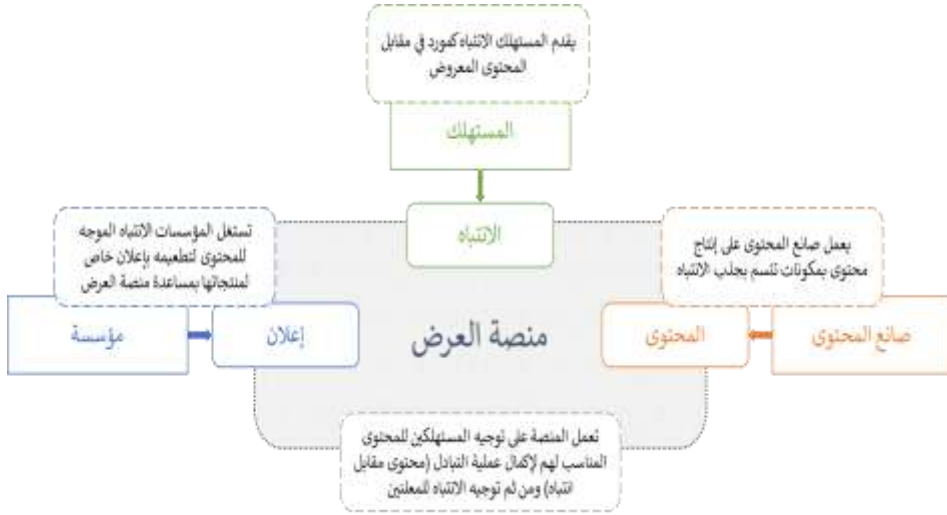 يقدم المستهلك الانتباه كمورد في مقابل
المحتوى المعروض
المستهلك
الانتباه
يعمل صانع المحتوى على إنتاج
محتوى بمكونات تتسم بجذب الانتباه
صانع المحتوى
المحتوى
منصة العرض
تستغل المؤسسات الانتباه الموجه
للمحتوى لتطعيمه بإعلان خاص
لمنتجاتها بمساعدة منصة العرض
إعلان
مؤسسة
تعمل المنصة على توجيه المستهلكين للمحتوى
المناسب لهم لإكمال عملية التبادل (محتوى مقابل
انتباه) ومن ثم توجيه الانتباه للمعلنين